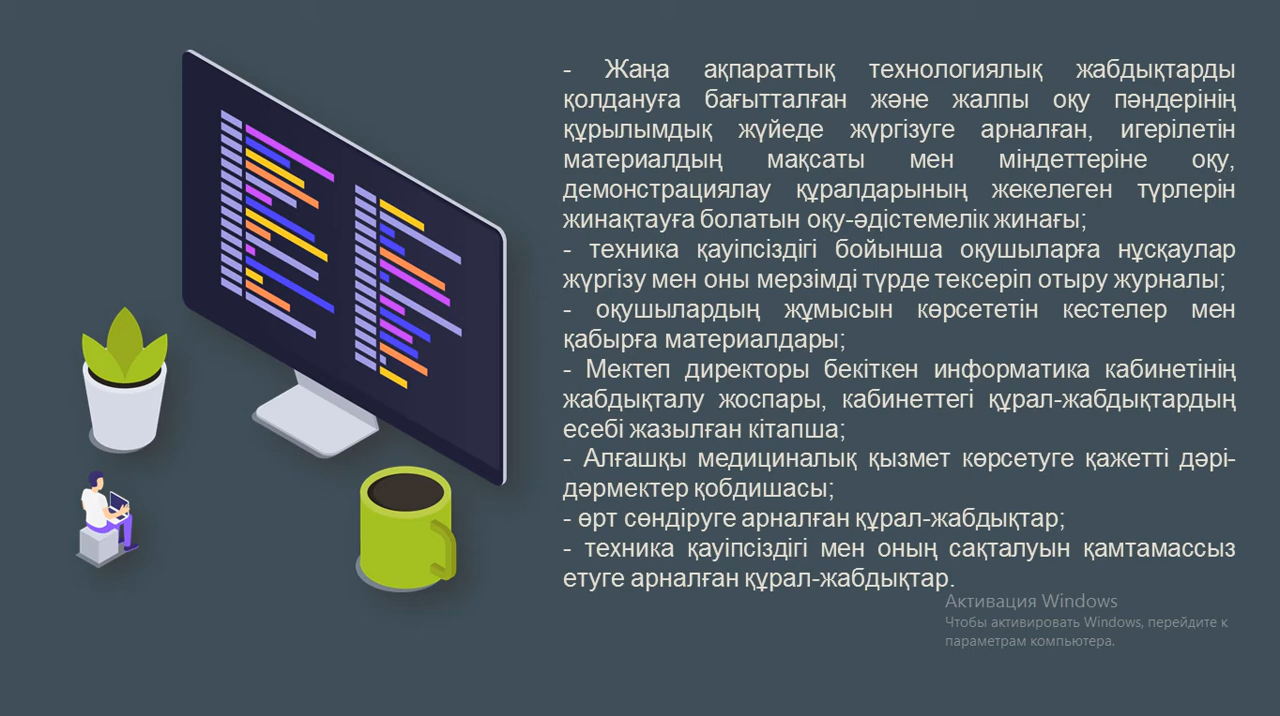 - Жаңа ақпараттық технологиялық жабдықтарды
қолдануға бағытталған және жалпы оқу пәндерінің
құрылымдық жүйеде жүргізуге арналған, игерілетін
материалдың мақсаты мен міндеттеріне оқу,
демонстрациялау құралдарының жекелеген түрлерін
жинақтауға болатын оқу-әдістемелік жинағы;
- техника қауіпсіздігі бойынша оқушыларға нұсқаулар
жүргізу мен оны мерзімді түрде тексеріп отыру журналы;
- оқушылардың жұмысын көрсететін кестелер мен
қабырға материалдары;
- Мектеп директоры бекіткен информатика кабинетінің
жабдықталу жоспары, кабинеттегі құрал-жабдықтардың
есебі жазылған кітапша;
- Алғашқы медициналық қызмет көрсетуге қажетті дәрі-
дәрмектер қобдишасы;
- өрт сөндіруге арналған құрал-жабдықтар;
- техника қауіпсіздігі мен оның сақталуын қамтамассыз
етуге арналған құрал-жабдықтар.
Активация Windows
Чтобы активировать Windows, перейдите к
параметрам компьютера.